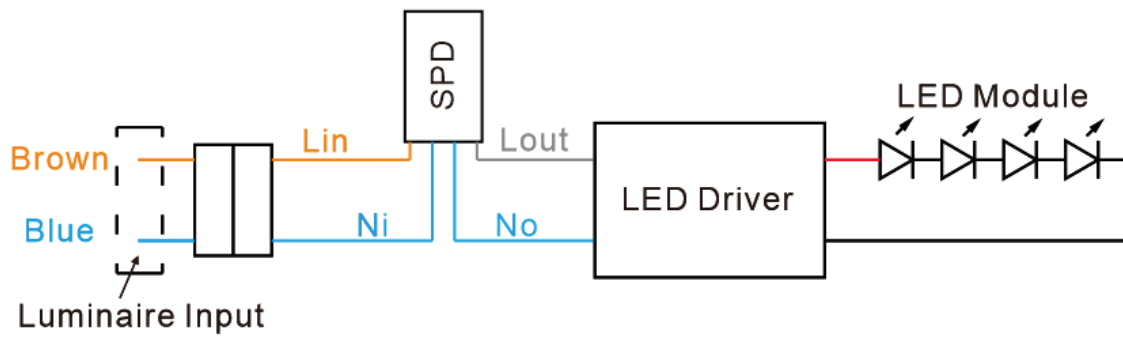 SPD
LED Module
Brown
Lin
Lout
LED Driver
Blue
Ni
No
Luminaire Input